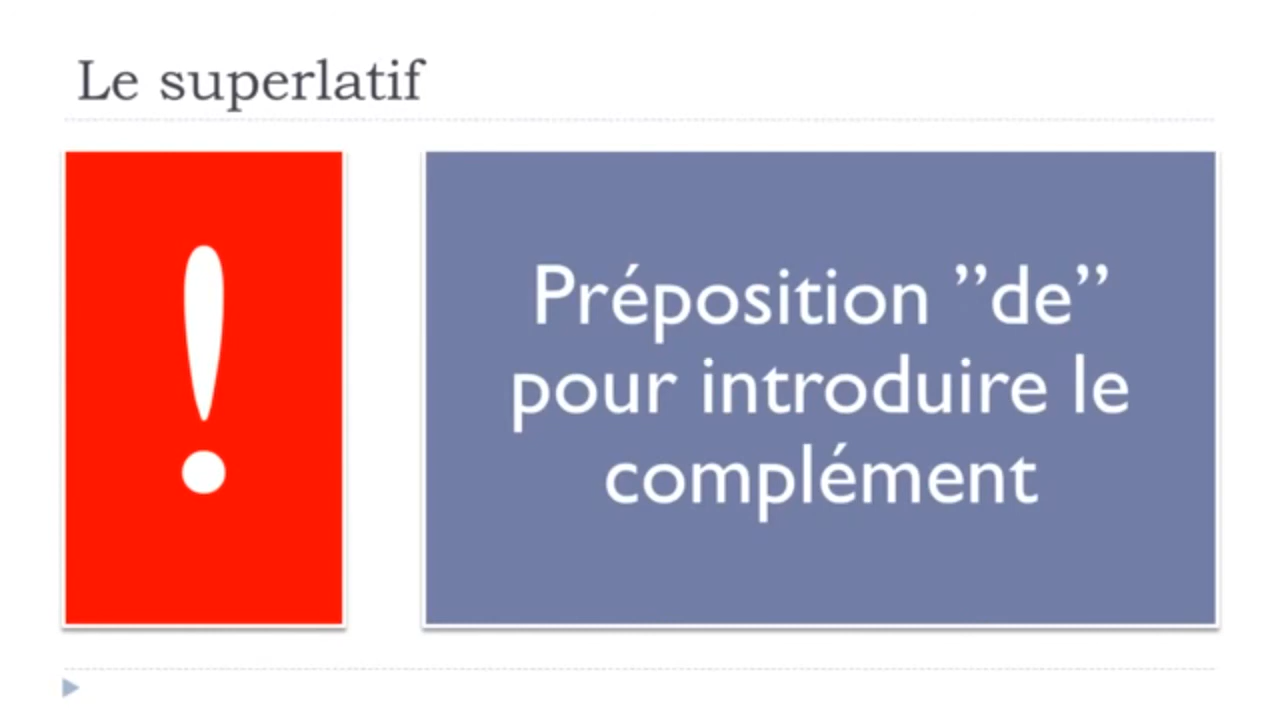 Le superlatif
!
Préposition ”de”
pour introduire le
complément